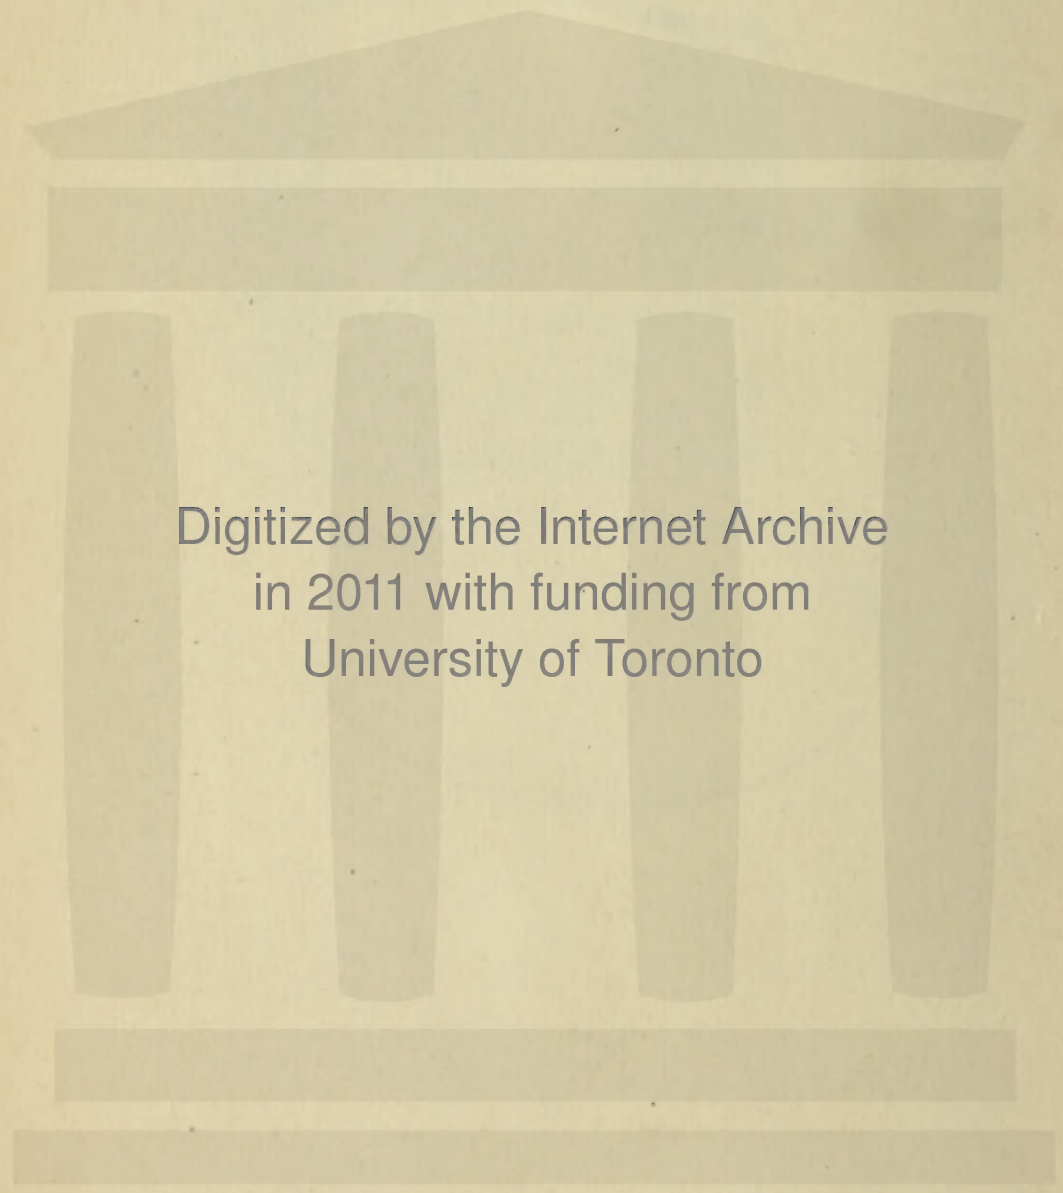 Digitized by the Internet Archive
in 2011 with funding from
University of Toronto